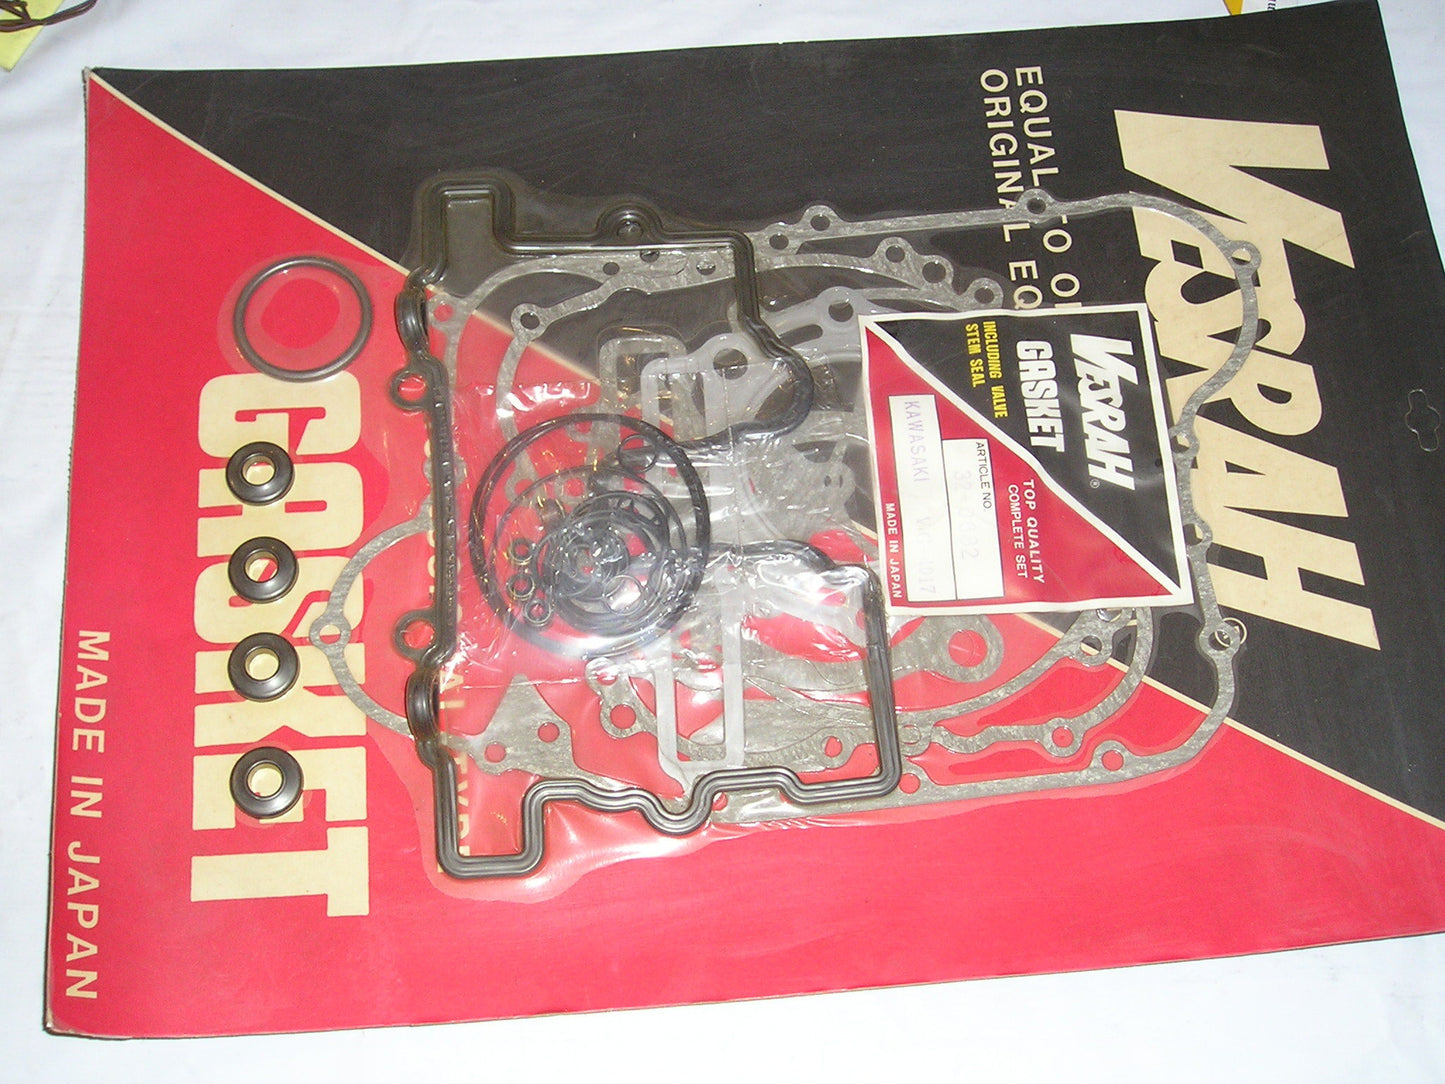 VESRAH
EQUAL TO O
ORIGINAL EQ
GASKET
MADE IN JAPAN
VESRAH®
GASKET
INCLUDING VALVE
STEM SEAL
TOP QUALITY
COMPLETE SET
ARTICLE NO.
KAWASAKI
MADE IN JAPAN